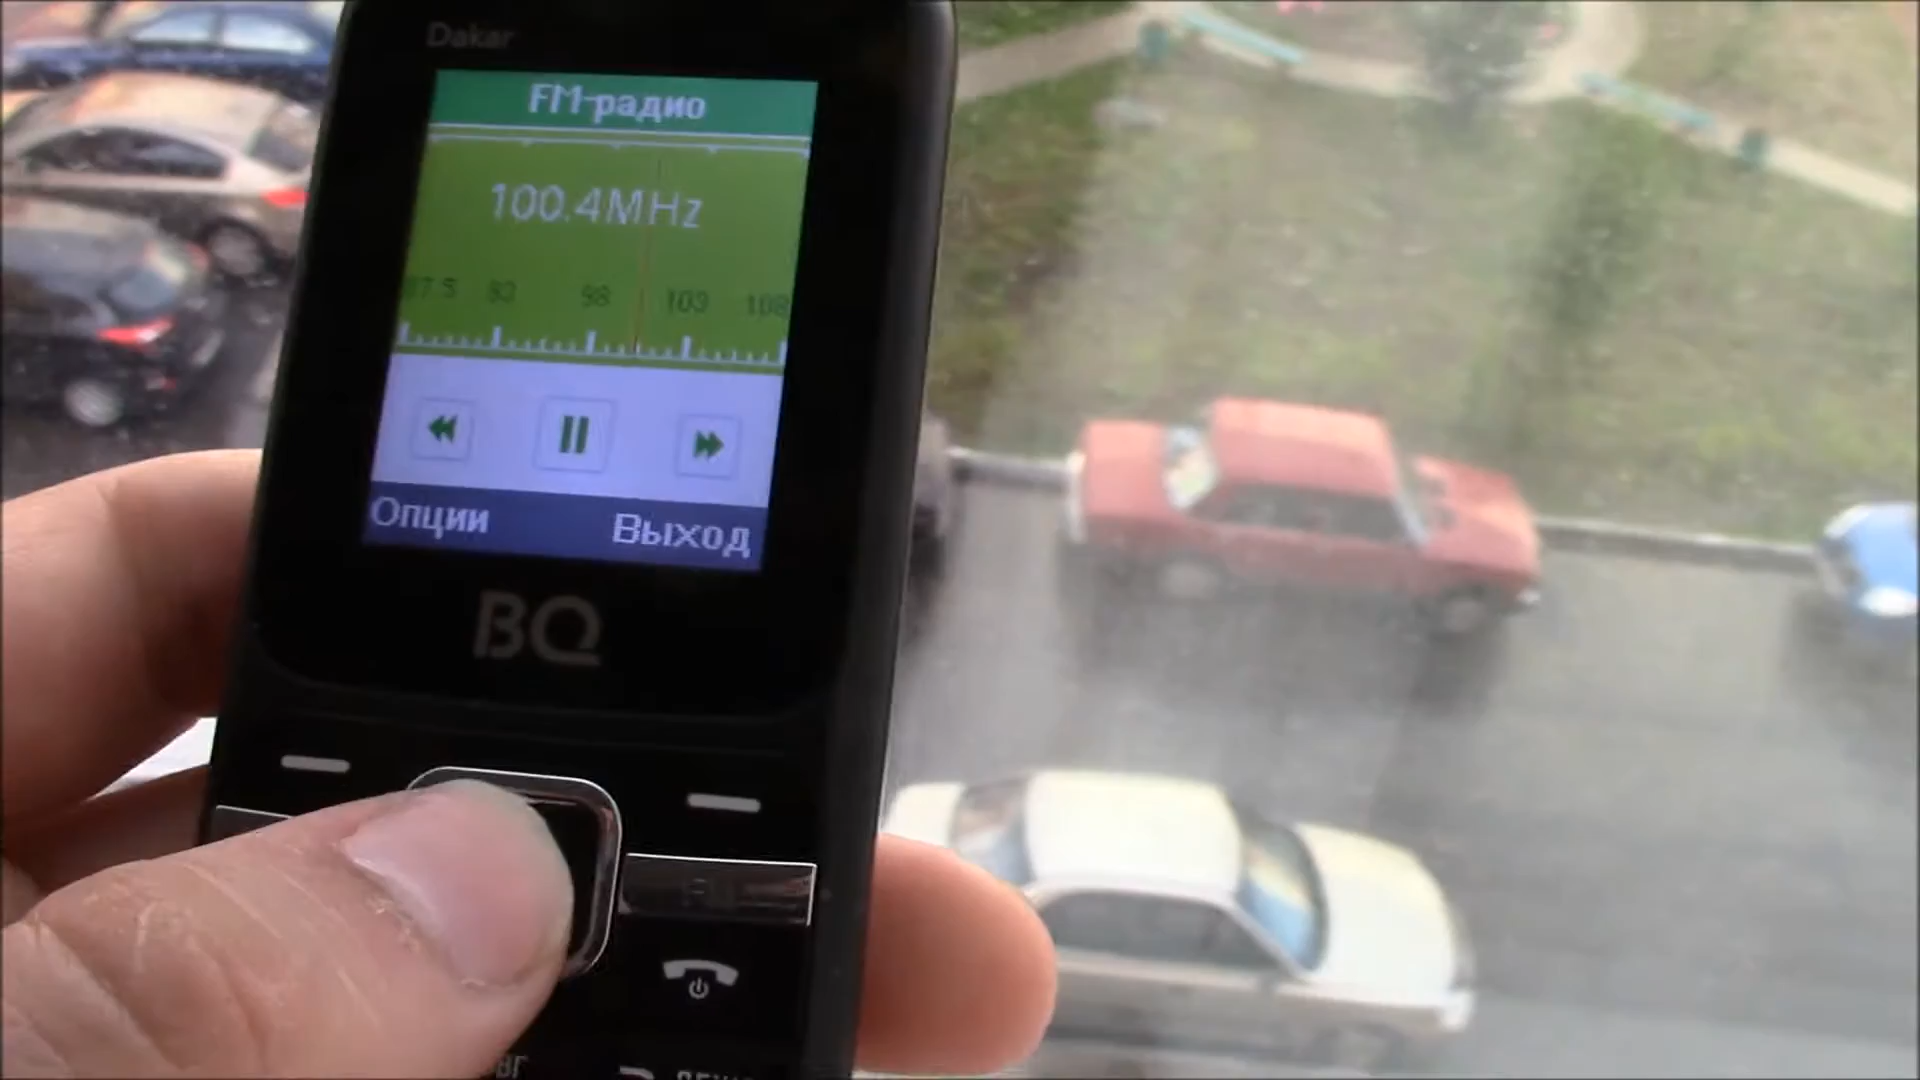 Dakar
FM-радио
100.4MHz
87.5 93 98 103 108
Опции Выход
BQ